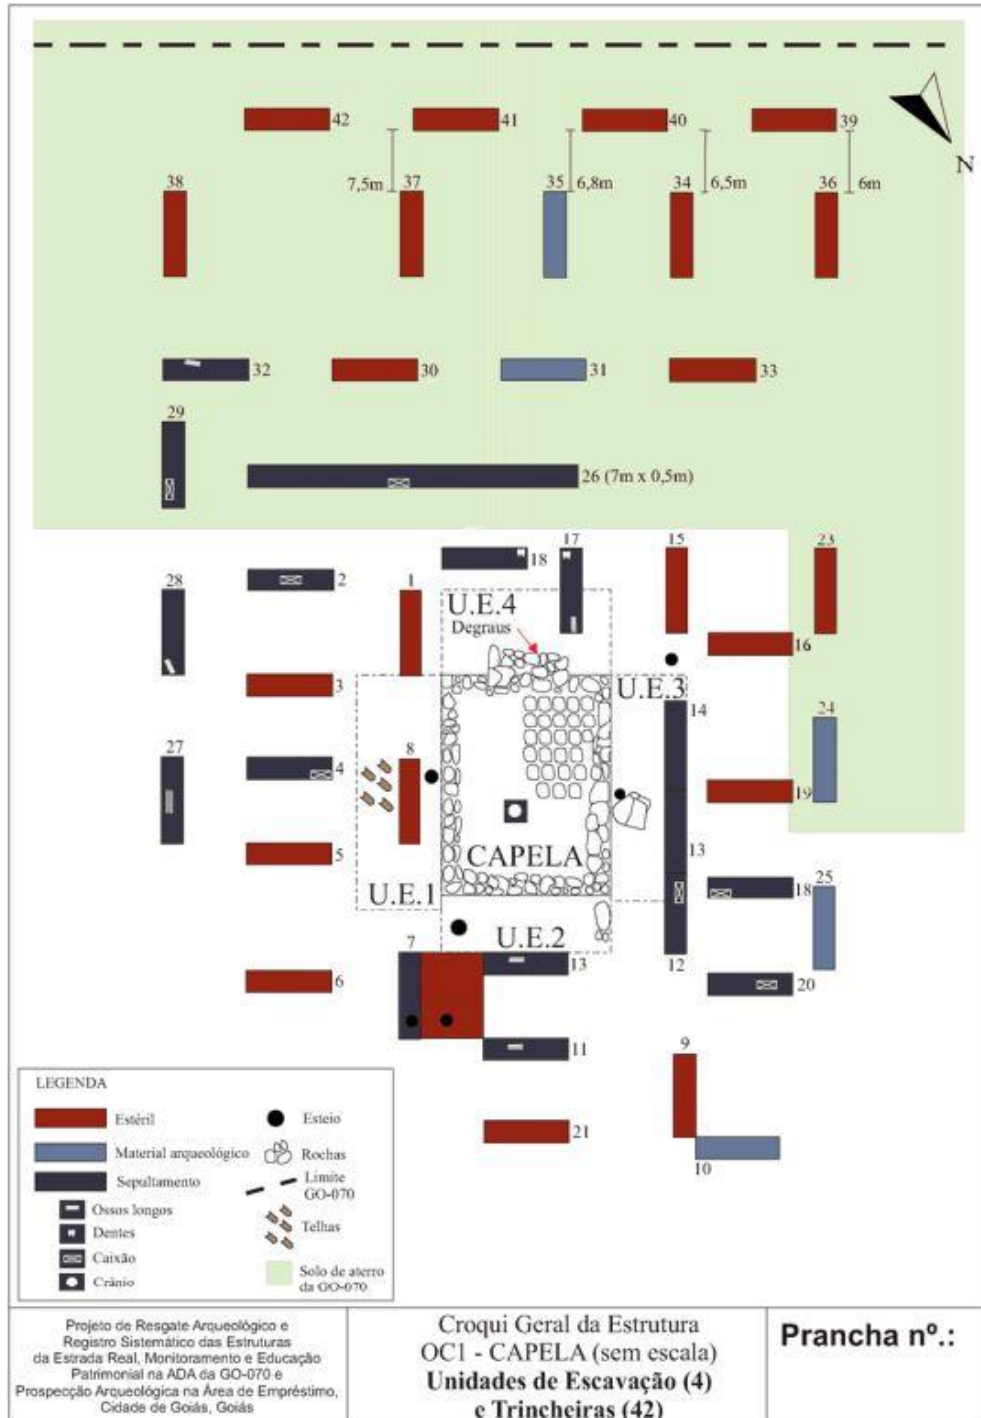 42
41
40
39
N
38
7,5m
37
35
6,8m
34
6,5m
36
6m
32
30
31
33
29
26 (7m x 0,5m)
28
2
1
18
17
15
23
U.E.4
Degraus
16
3
U.E.3
14
24
27
4
8
19
5
CAPELA
13
18
25
U.E.1
U.E.2
7
13
12
20
6
11
9
21
10
LEGENDA
Estéril
Material arqueológico
Sepultamento
Ossos longos
Dentes
Caixão
Crânio
Esteio
Rochas
Limite
GO-070
Telhas
Solo de aterro
da GO-070
Projeto de Resgate Arqueológico e
Registro Sistemático das Estruturas
da Estrada Real, Monitoramento e Educação
Patrimonial na ADA da GO-070 e
Prospecção Arqueológica na Área de Empréstimo,
Cidade de Goiás, Goiás
Croqui Geral da Estrutura
OC1 - CAPELA (sem escala)
Unidades de Escavação (4)
e Trincheiras (42)
Prancha nº.: